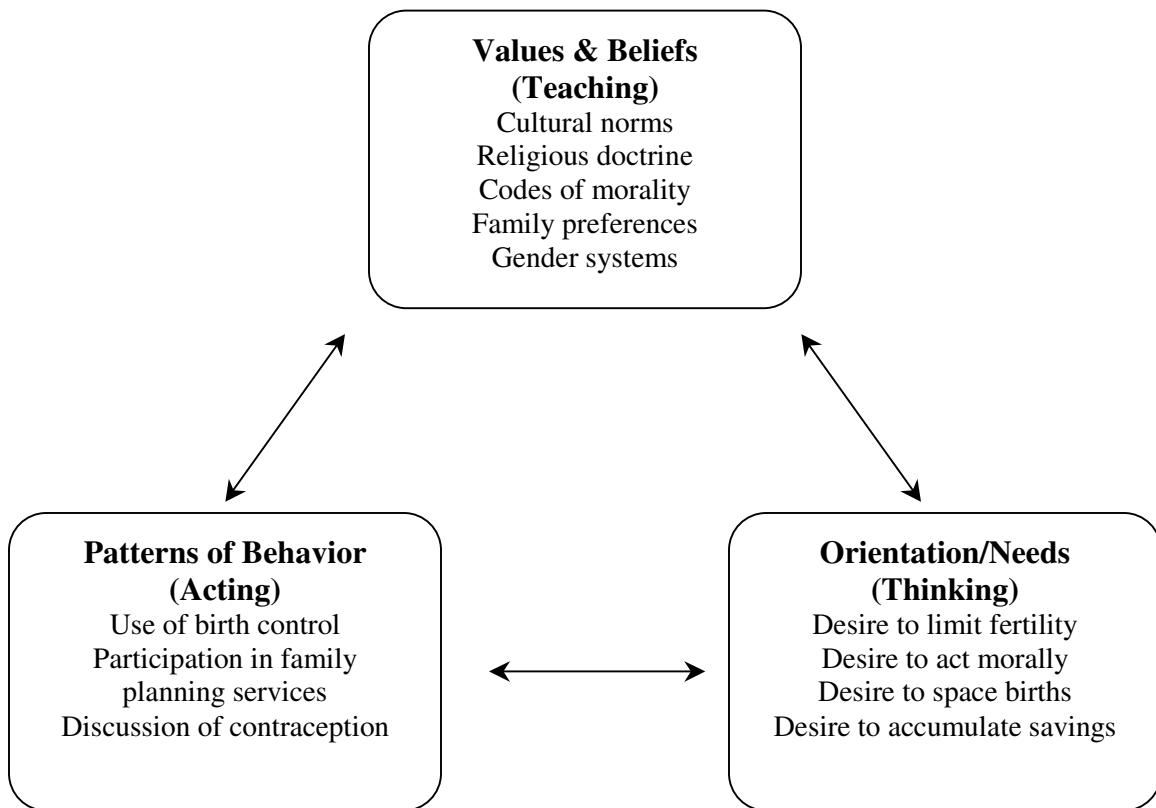 Values & Beliefs
(Teaching)
Cultural norms
Religious doctrine
Codes of morality
Family preferences
Gender systems
Patterns of Behavior
(Acting)
Use of birth control
Participation in family
planning services
Discussion of contraception
Orientation/Needs
(Thinking)
Desire to limit fertility
Desire to act morally
Desire to space births
Desire to accumulate savings